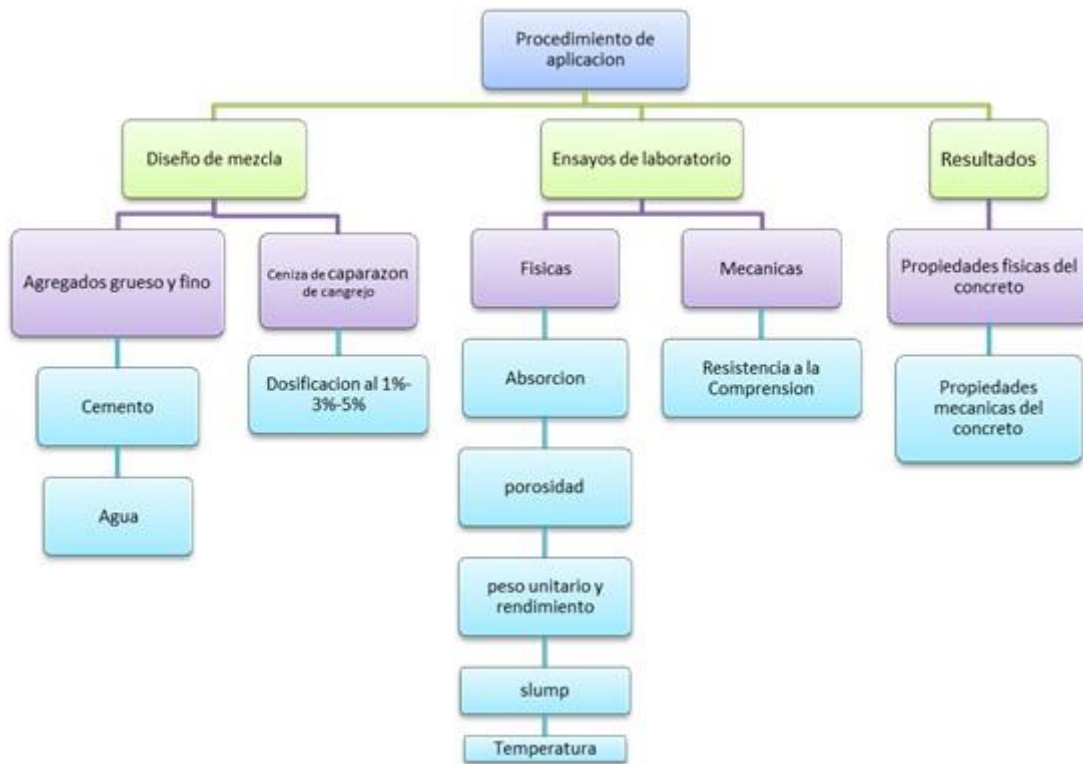 Procedimiento de
aplicacion
Diseño de mezcla
Ensayos de laboratorio
Resultados
Agregados grueso y fino
Ceniza de caparazon
de cangrejo
Fisicas
Mecanicas
Propiedades fisicas del
concreto
Cemento
Dosificacion al 1%-
3%-5%
Absorcion
Resistencia a la
Comprension
Propiedades
mecanicas del
concreto
Agua
porosidad
peso unitario y
rendimiento
slump
Temperatura